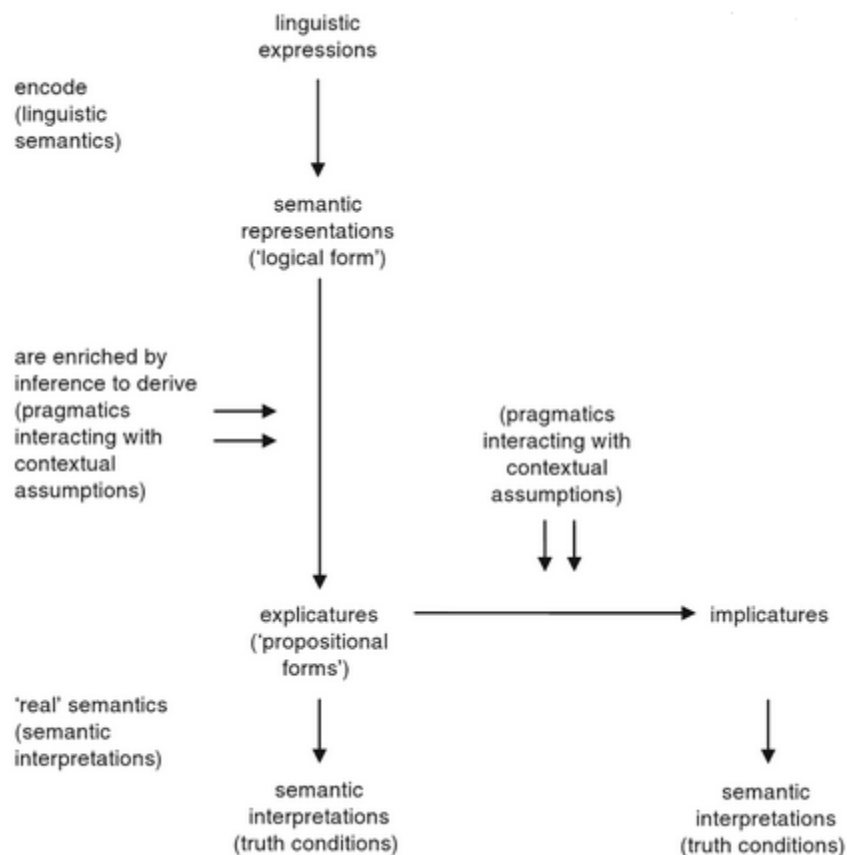 linguistic
expressions
encode
(linguistic
semantics)
semantic
representations
('logical form')
are enriched by
inference to derive
(pragmatics
interacting with
contextual
assumptions)
(pragmatics
interacting with
contextual
assumptions)
explicatures
('propositional
forms')
implicatures
'real' semantics
(semantic
interpretations)
semantic
interpretations
(truth conditions)
semantic
interpretations
(truth conditions)